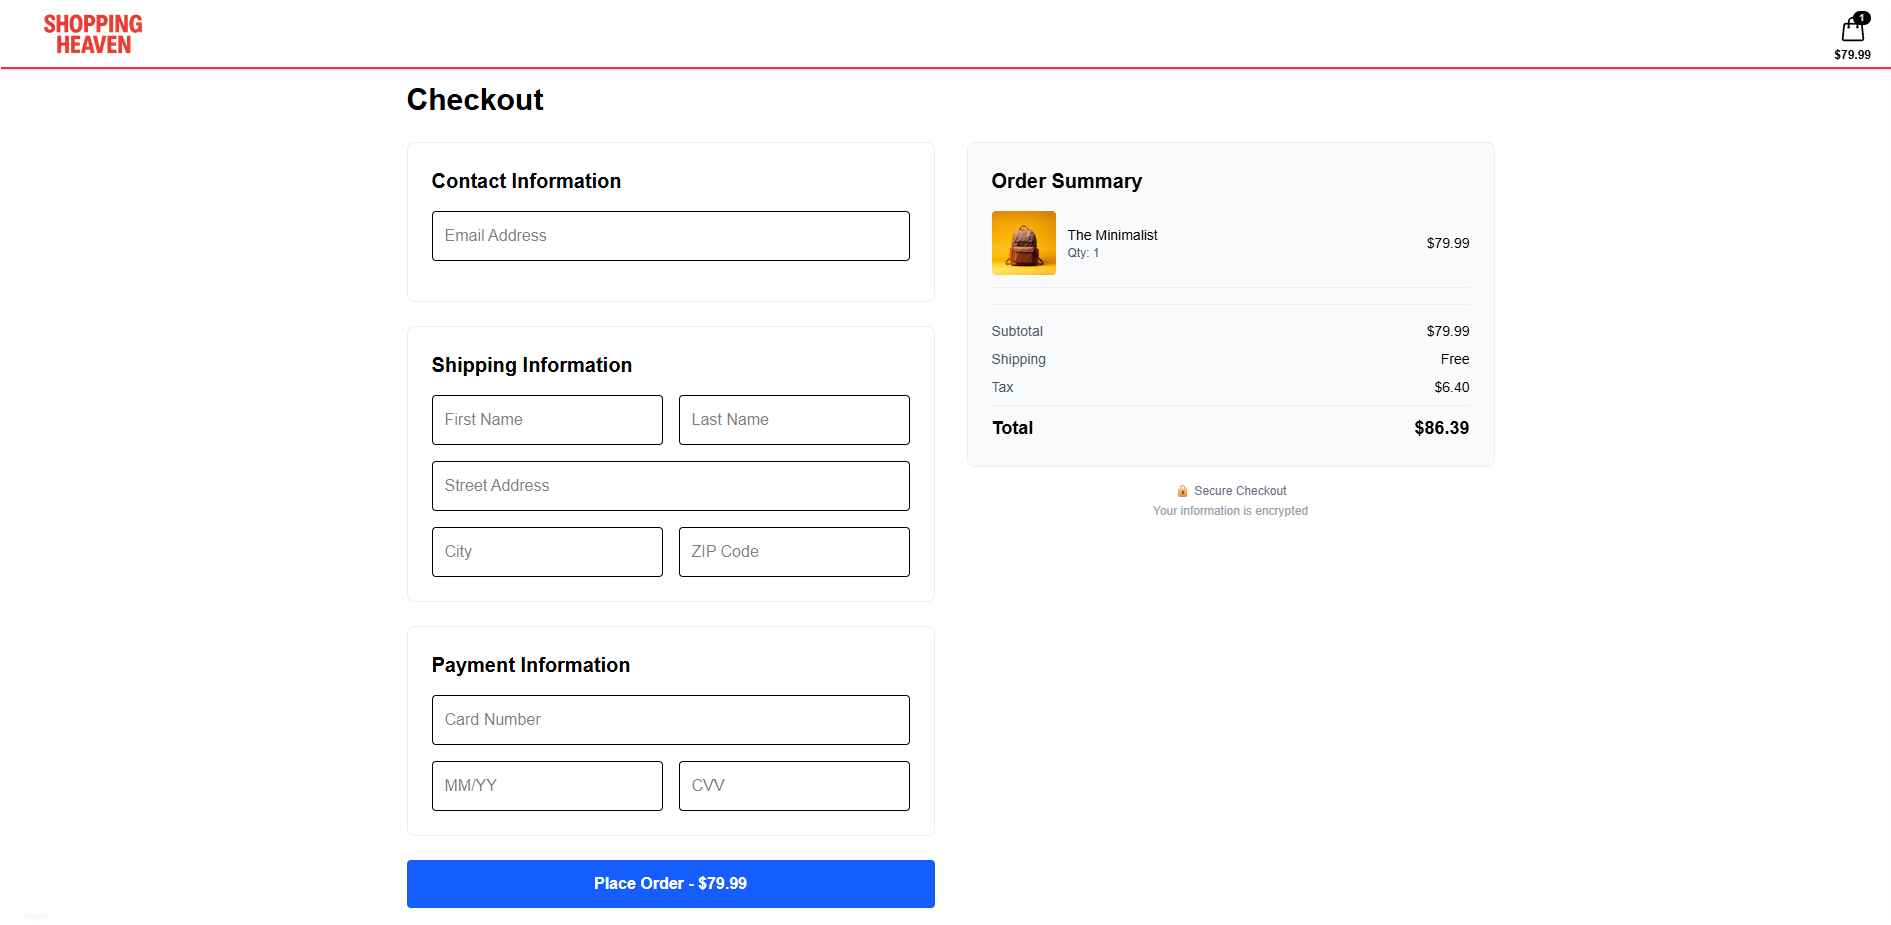 SHOPPING
HEAVEN
1
$79.99
Checkout
Contact Information
Email Address
Shipping Information
First Name
Last Name
Street Address
City
ZIP Code
Payment Information
Card Number
MM/YY
CVV
Place Order - $79.99
Order Summary
The Minimalist
Qty: 1
$79.99
Subtotal
$79.99
Shipping
Free
Tax
$6.40
Total
$86.39
🔒 Secure Checkout
Your information is encrypted